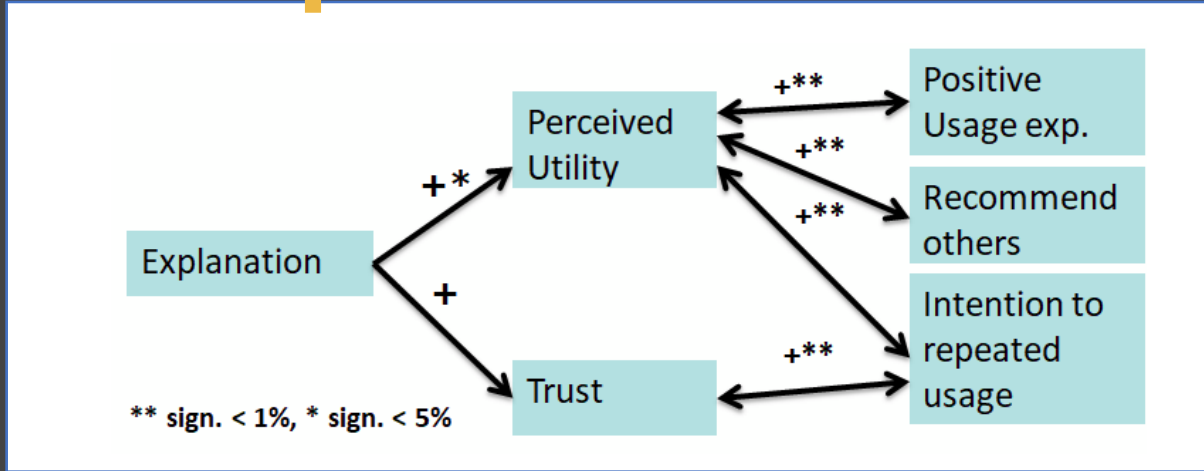 Positive
Usage exp.
+**
Perceived
Utility
+**
+*
Recommend
others
+**
Explanation
+
Intention to
repeated
usage
+**
Trust
** sign. < 1%, * sign. < 5%